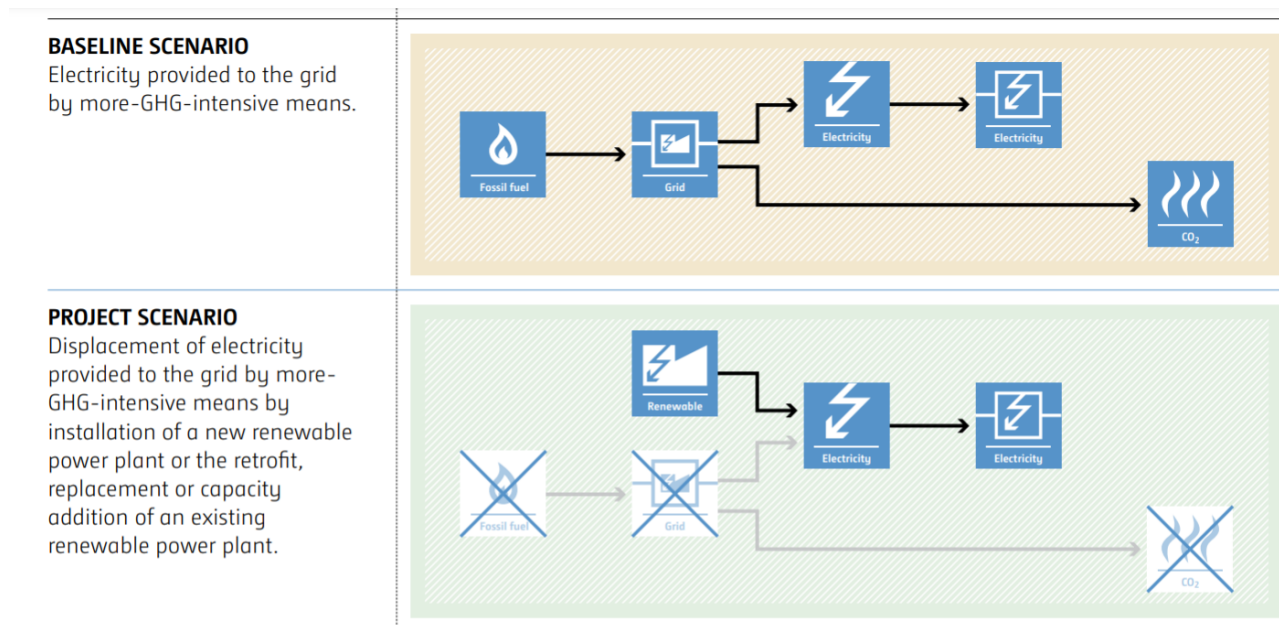 BASELINE SCENARIO
Electricity provided to the grid
by more-GHG-intensive means.
Fossil fuel
Grid
Electricity
Electricity
CO₂
PROJECT SCENARIO
Displacement of electricity
provided to the grid by more-
GHG-intensive means by
installation of a new renewable
power plant or the retrofit,
replacement or capacity
addition of an existing
renewable power plant.
Renewable
Fossil fuel
Grid
Electricity
Electricity
CO₂